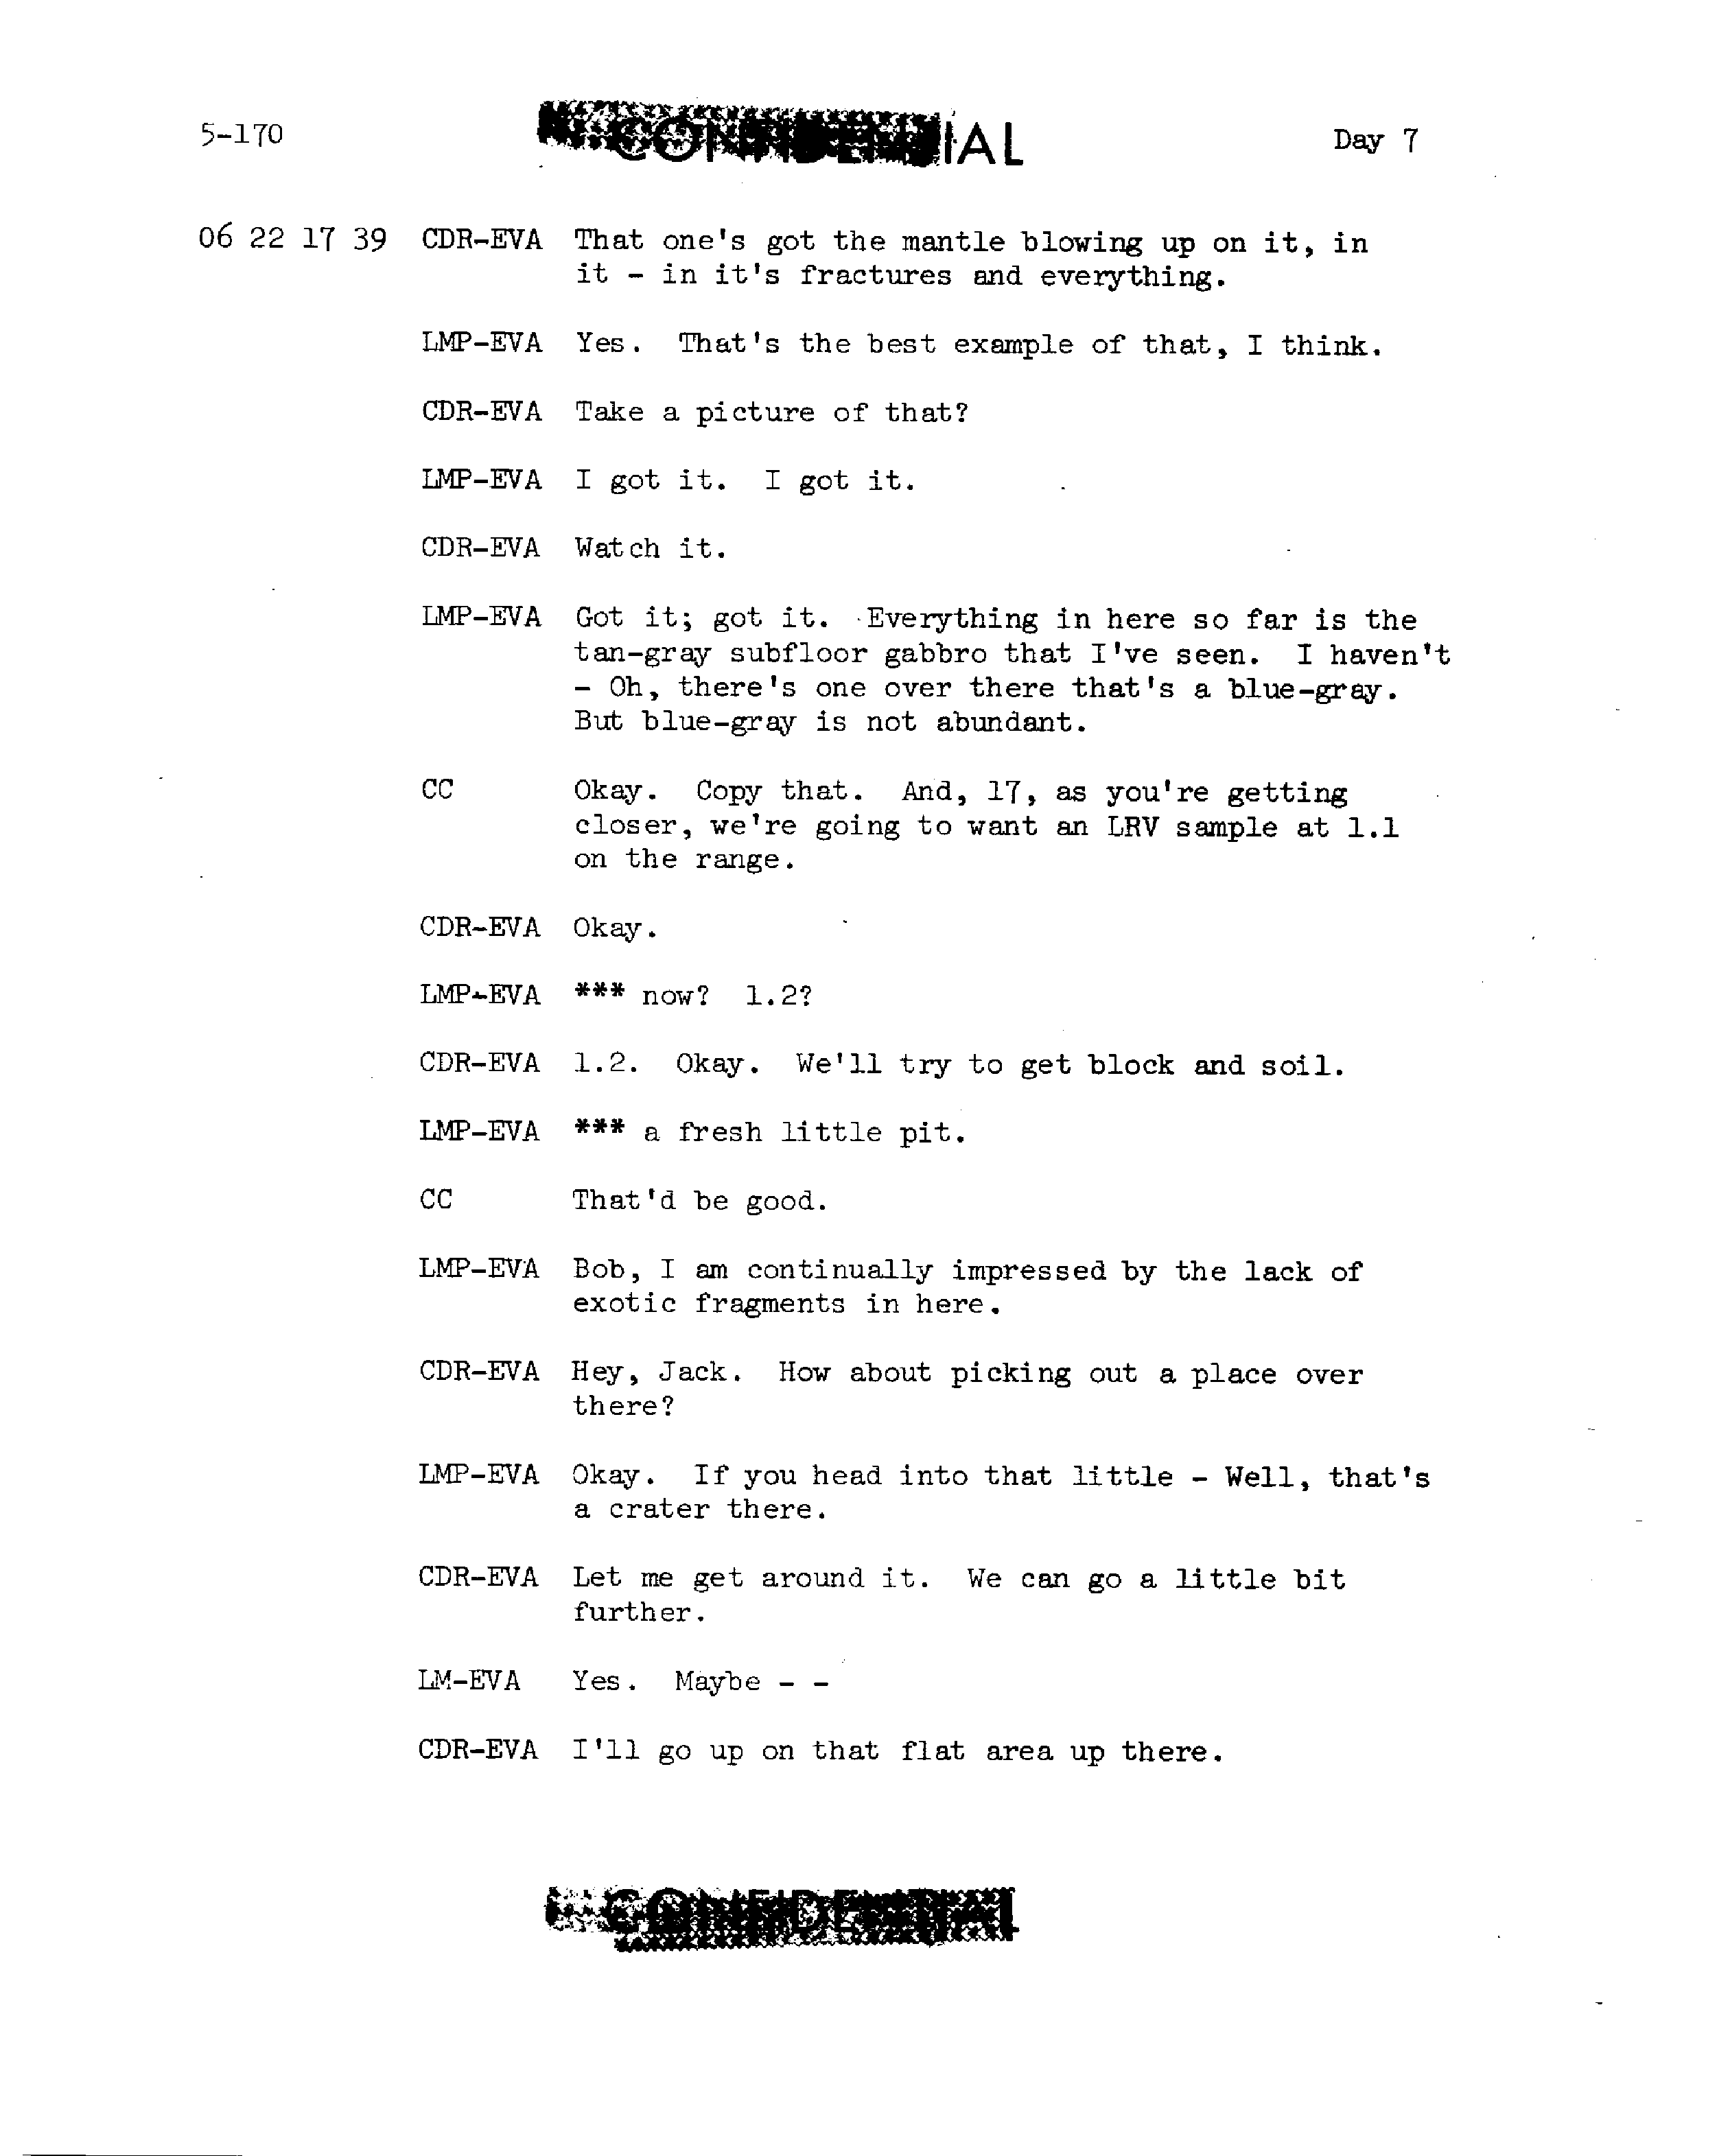 5-170 CONFIDENTIAL Day 7
06 22 17 39 CDR-EVA That one's got the mantle blowing up on it, in
it - in it's fractures and everything.
LMP-EVA Yes. That's the best example of that, I think.
CDR-EVA Take a picture of that?
LMP-EVA I got it. I got it.
CDR-EVA Watch it.
LMP-EVA Got it; got it. Everything in here so far is the
tan-gray subfloor gabbro that I've seen. I haven't
- Oh, there's one over there that's a blue-gray.
But blue-gray is not abundant.
CC Okay. Copy that. And, 17, as you're getting
closer, we're going to want an LRV sample at 1.1
on the range.
CDR-EVA Okay.
LMP-EVA *** now? 1.2?
CDR-EVA 1.2. Okay. We'll try to get block and soil.
LMP-EVA *** a fresh little pit.
CC That'd be good.
LMP-EVA Bob, I am continually impressed by the lack of
exotic fragments in here.
CDR-EVA Hey, Jack. How about picking out a place over
there?
LMP-EVA Okay. If you head into that little - Well, that's
a crater there.
CDR-EVA Let me get around it. We can go a little bit
further.
LM-EVA Yes. Maybe - -
CDR-EVA I'll go up on that flat area up there.
CONFIDENTIAL